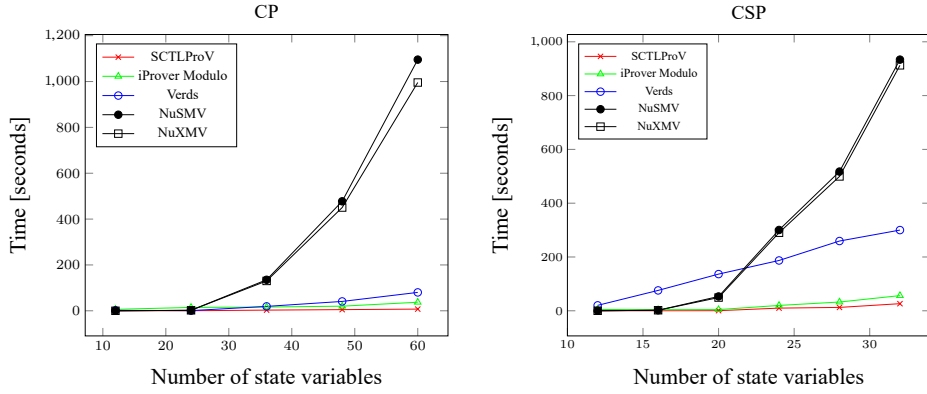 CP
1,200
1,000
800
600
400
200
0
10
20
30
40
50
60
SCTLProV
iProver Modulo
Verds
NuSMV
NuXMV
Time [seconds]
Number of state variables
CSP
1,000
800
600
400
200
0
10
15
20
25
30
SCTLProV
iProver Modulo
Verds
NuSMV
NuXMV
Time [seconds]
Number of state variables